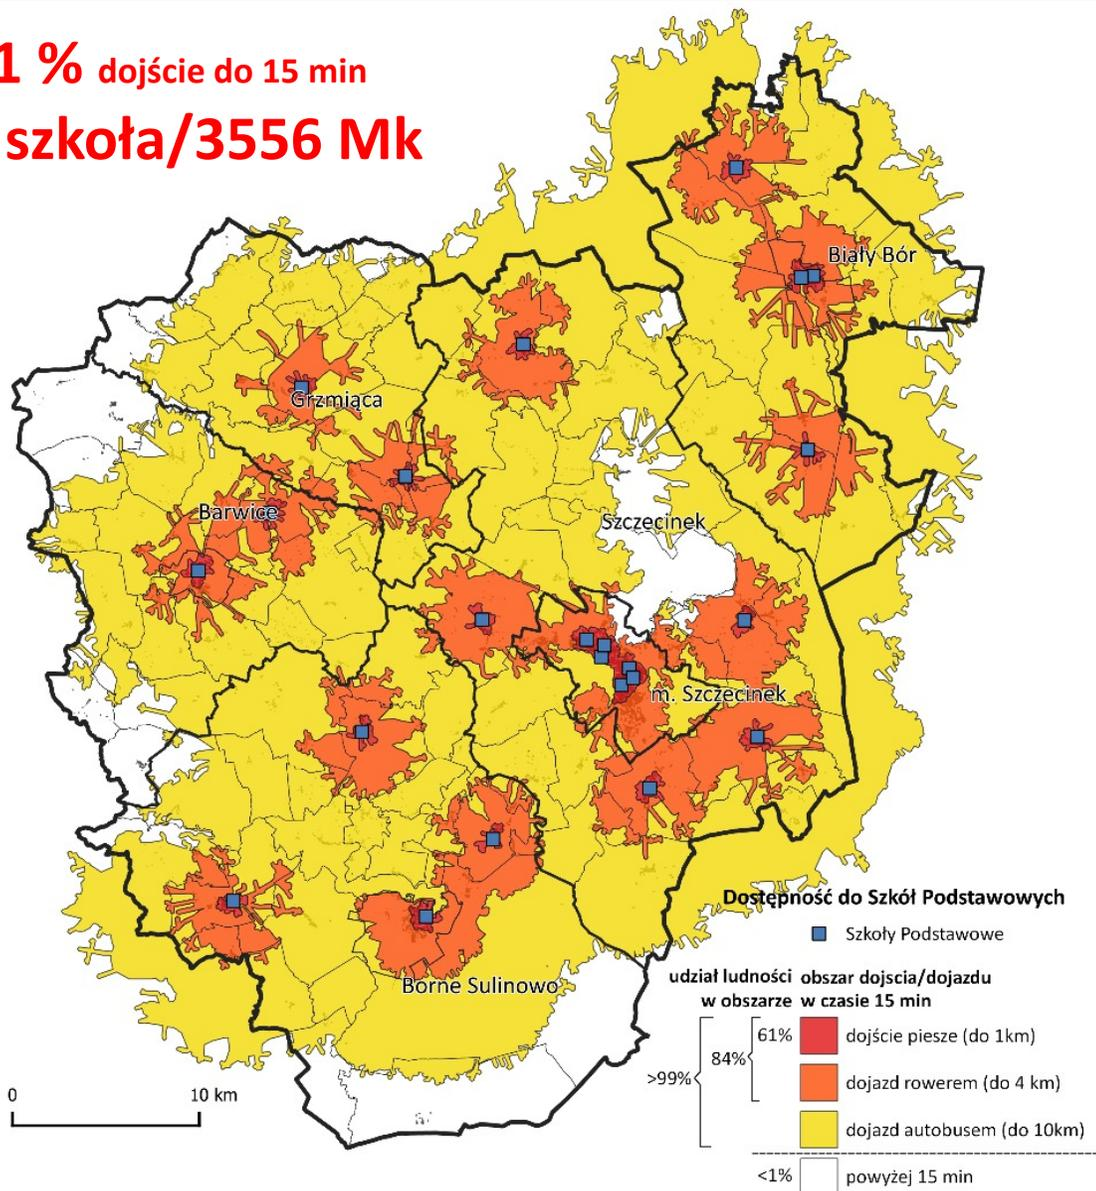 1 % dojście do 15 min
szkoła/3556 Mk
Biały Bór
Grzmiąca
Barwice
Szczecinek
m. Szczecinek
Borne Sulinowo
Dostępność do Szkół Podstawowych
Szkoły Podstawowe
udział ludności w obszarze
obszar dojscia/dojazdu w czasie 15 min
61% dojście piesze (do 1km)
84%
dojazd rowerem (do 4 km)
>99%
dojazd autobusem (do 10km)
<1% powyżej 15 min
0 10 km